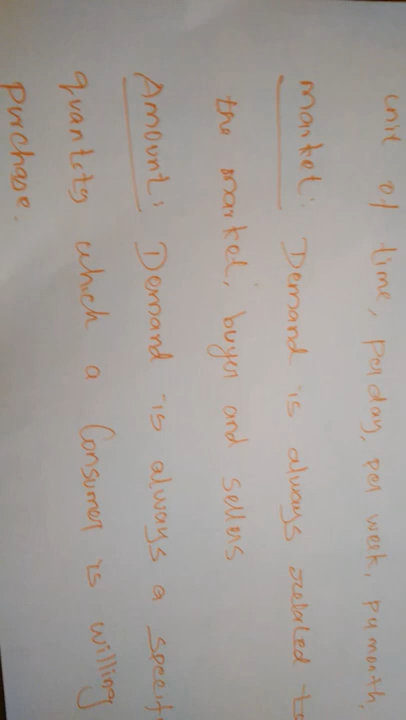 unit of time, per day, per week, per month,
market: Demand is always related to
the market, buyer and sellers
Amount: Demand is always a specif
quantity which a Consumer is willing
purchase.